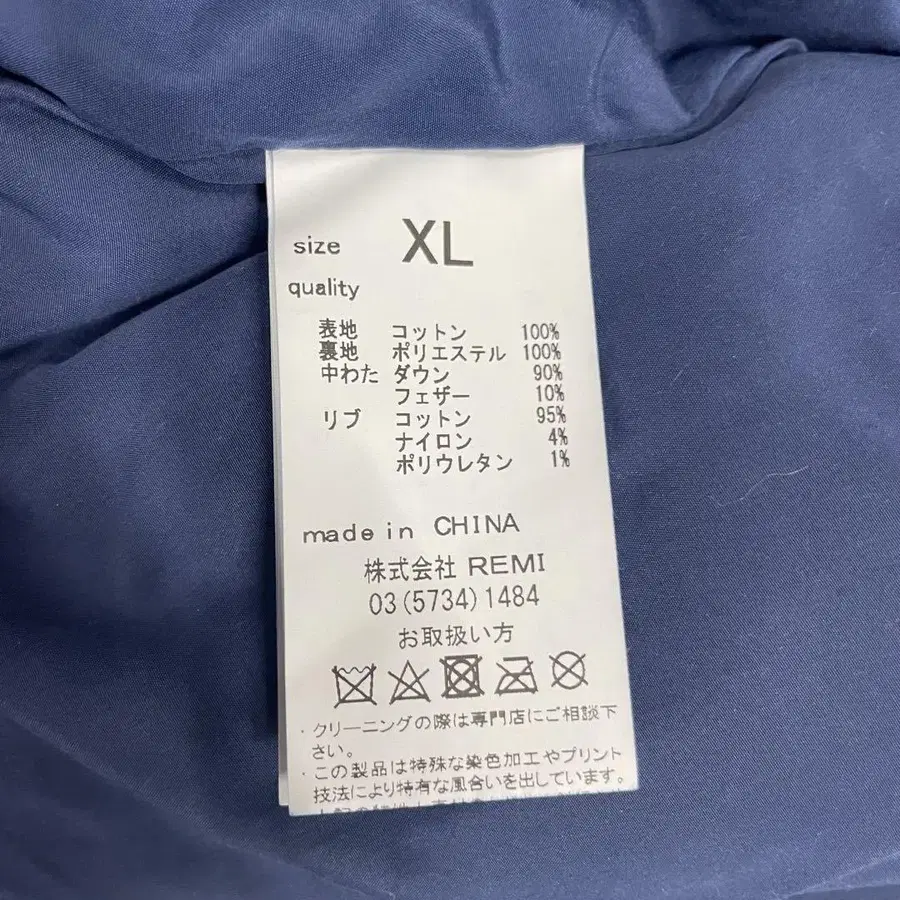 size XL
quality
表地 コットン 100%
裏地 ポリエステル 100%
中わた ダウン 90%
フェザー 10%
リブ コットン 95%
ナイロン 4%
ポリウレタン 1%
made in CHINA
株式会社 REMI
03(5734)1484
お取扱い方
・クリーニングの際は専門店にご相談下
さい。
・この製品は特殊な染色加工やプリント
技法により特有な風合いを出しています。